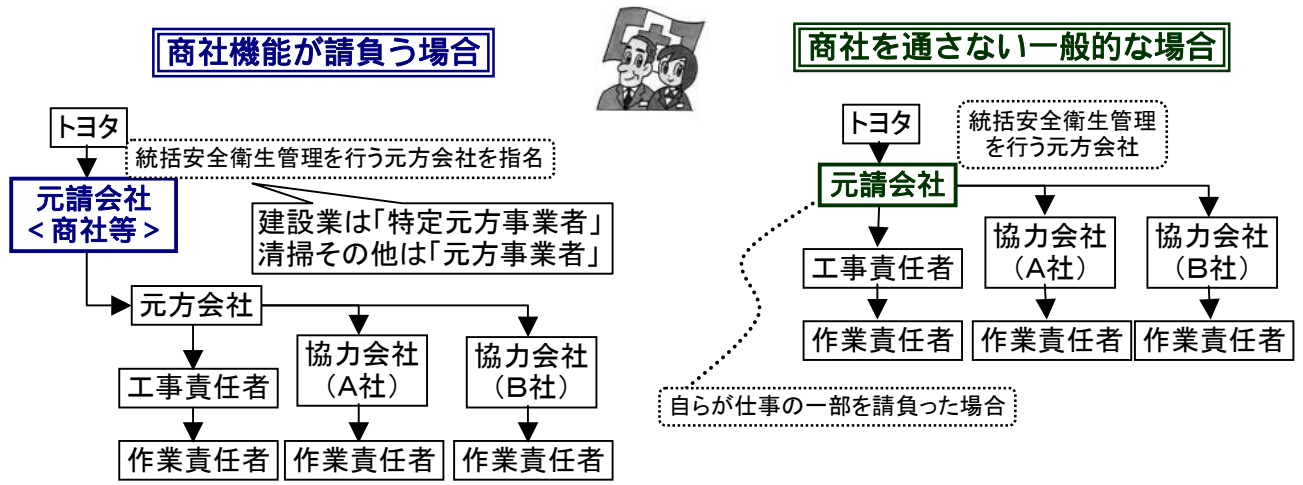 商社機能が請負う場合
トヨタ
統括安全衛生管理を行う元方会社を指名
元請会社
<商社等>
建設業は「特定元方事業者」
清掃その他は「元方事業者」
元方会社
工事責任者
協力会社
（A社）
協力会社
（B社）
作業責任者
作業責任者
作業責任者
商社を通さない一般的な場合
トヨタ
統括安全衛生管理
を行う元方会社
元請会社
工事責任者
協力会社
（A社）
協力会社
（B社）
作業責任者
作業責任者
作業責任者
自らが仕事の一部を請負った場合